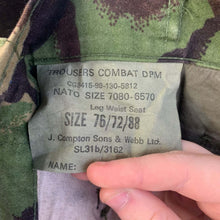 TROUSERS COMBAT DPM
CC8415-99-130-5812
NATO SIZE 7080-6570
Leg Waist Seat
SIZE 76/72/88
J. Compton Sons & Webb Ltd.
SL31b/3162
NAME: